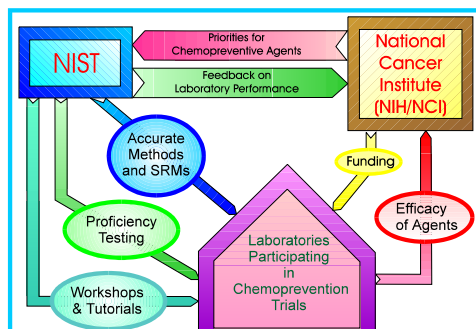 NIST
Priorities for
Chemopreventive Agents
Feedback on
Laboratory Performance
National
Cancer
Institute
(NIH/NCI)
Accurate
Methods
and SRMs
Funding
Proficiency
Testing
Efficacy
of Agents
Laboratories
Participating
in
Chemoprevention
Trials
Workshops
& Tutorials